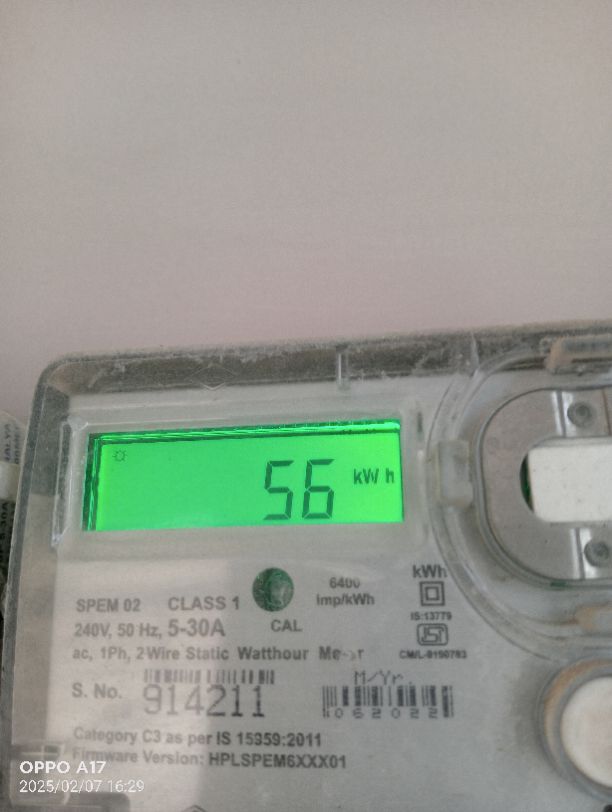 56 kWh
SPEM 02 CLASS 1
6400 imp/kWh
kWh
240V, 50 Hz, 5-30A
CAL
IS:13779
ac, 1Ph, 2Wire Static Watthour
CM/L-9190783
S. No. 914211
M/Yr.
062022
Category C3 as per IS 15959:2011
Firmware Version: HPLSPEM6XXX01
OPPO A17
2025/02/07 16:29